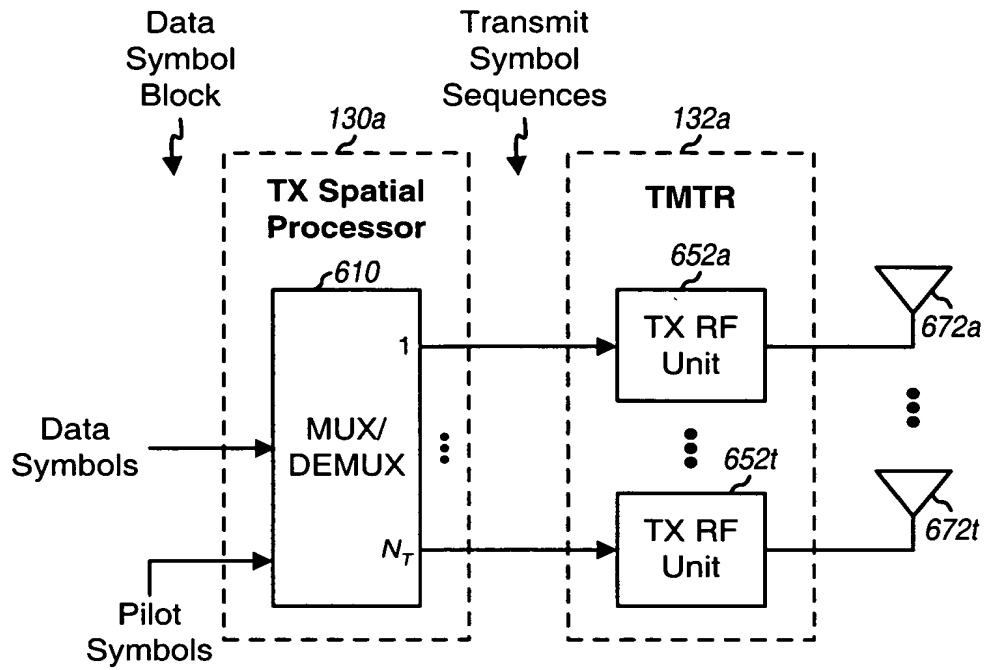 Data
Symbol
Block
Transmit
Symbol
Sequences
130a
132a
TX Spatial
Processor
TMTR
610
652a
1
TX RF
Unit
672a
Data
Symbols
MUX/
DEMUX
652t
N_T
TX RF
Unit
672t
Pilot
Symbols